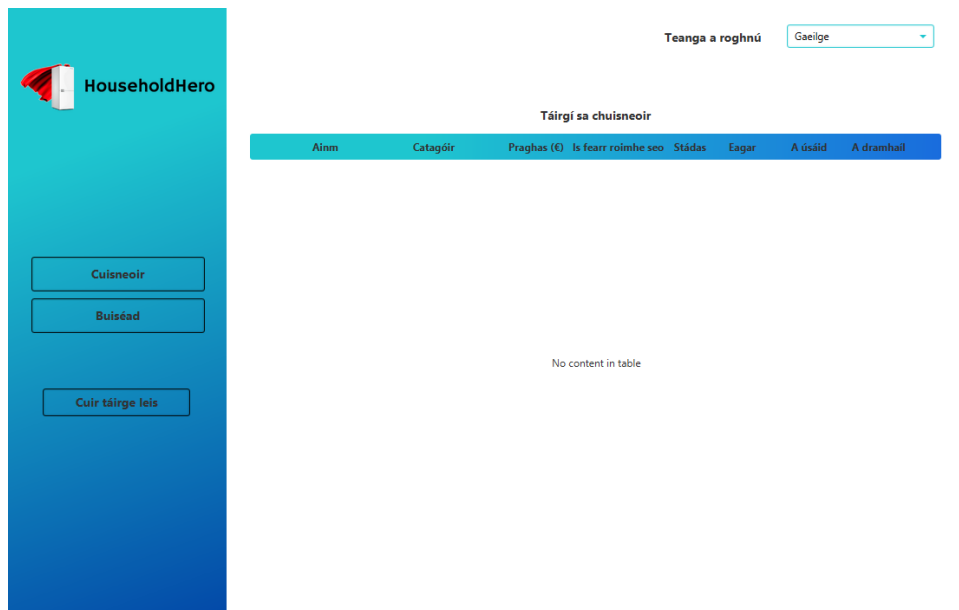 Teanga a roghnú Gaeilge
HouseholdHero
Táirgí sa chuisneoir
Ainm Catagóir Praghas (€) Is fearr roimhe seo Stádas Eagar A úsáid A dramhail
Cuisneoir
Buiséad
No content in table
Cuir táirge leis